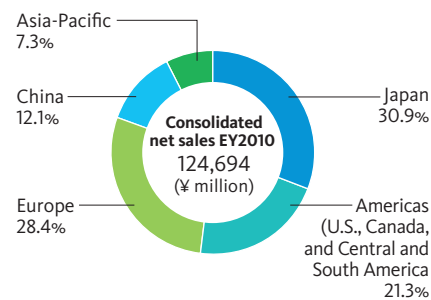 Asia-Pacific
7.3%
China
12.1%
Europe
28.4%
Consolidated
net sales EY2010
124,694
(¥ million)
Japan
30.9%
Americas
(U.S., Canada,
and Central and
South America
21.3%